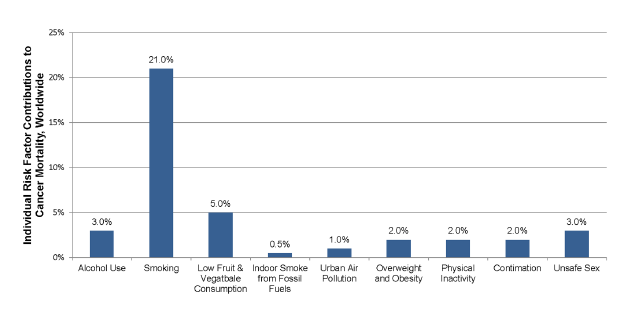 Individual Risk Factor Contributions to
Cancer Mortality, Worldwide
25%
20%
15%
10%
5%
0%
3.0%
21.0%
5.0%
0.5%
1.0%
2.0%
2.0%
2.0%
3.0%
Alcohol Use
Smoking
Low Fruit &
Vegatbale
Consumption
Indoor Smoke
from Fossil
Fuels
Urban Air
Pollution
Overweight
and Obesity
Physical
Inactivity
Contimation
Unsafe Sex